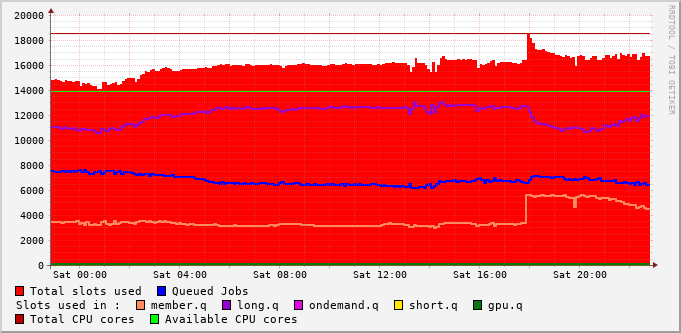 20000
18000
16000
14000
12000
10000
8000
6000
4000
2000
0
Sat 00:00 Sat 04:00 Sat 08:00 Sat 12:00 Sat 16:00 Sat 20:00
Total slots used Queued Jobs
Slots used in : member.q long.q ondemand.q short.q gpu.q
Total CPU cores Available CPU cores
RRDTOOL / TOBI OETIKER